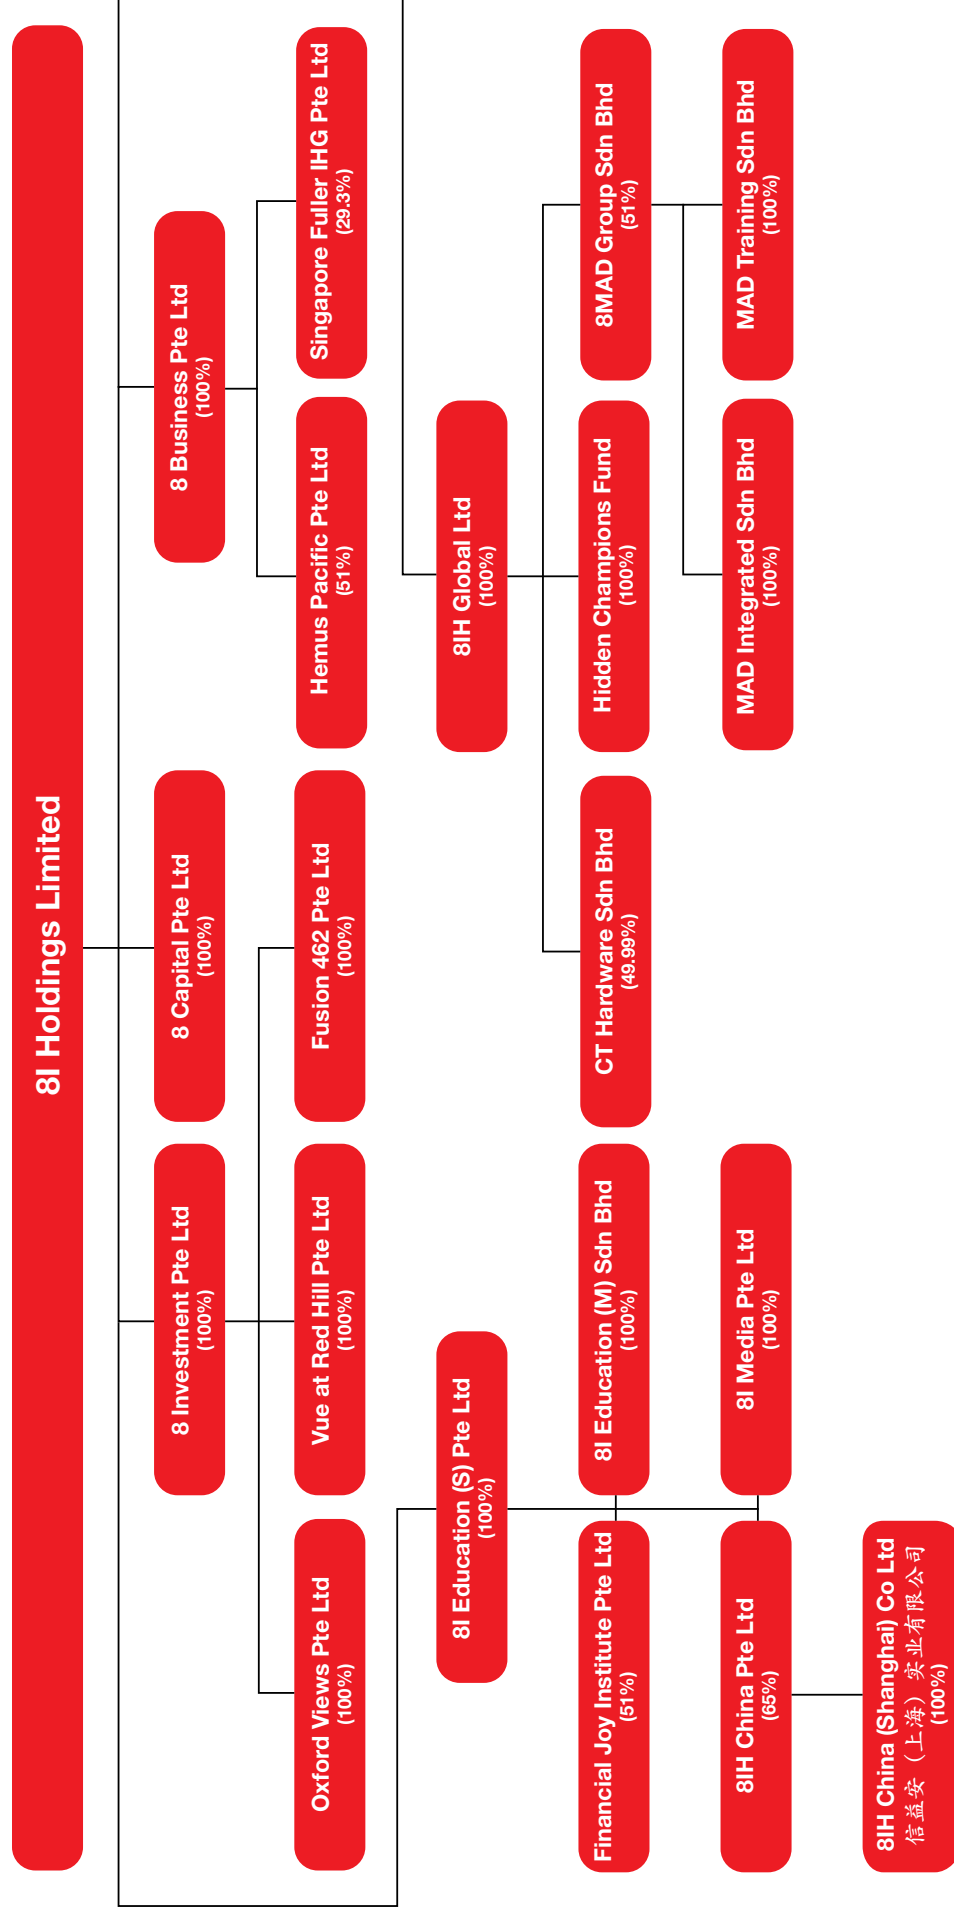 8I Holdings Limited
8 Investment Pte Ltd
(100%)
8 Capital Pte Ltd
(100%)
8 Business Pte Ltd
(100%)
Oxford Views Pte Ltd
(100%)
Vue at Red Hill Pte Ltd
(100%)
Fusion 462 Pte Ltd
(100%)
Hemus Pacific Pte Ltd
(51%)
Singapore Fuller IHG Pte Ltd
(29.3%)
8I Education (S) Pte Ltd
(100%)
8IH Global Ltd
(100%)
Financial Joy Institute Pte Ltd
(51%)
8I Education (M) Sdn Bhd
(100%)
CT Hardware Sdn Bhd
(49.99%)
Hidden Champions Fund
(100%)
8MAD Group Sdn Bhd
(51%)
8IH China Pte Ltd
(65%)
8I Media Pte Ltd
(100%)
MAD Integrated Sdn Bhd
(100%)
MAD Training Sdn Bhd
(100%)
8IH China (Shanghai) Co Ltd
信益安（上海）实业有限公司
(100%)